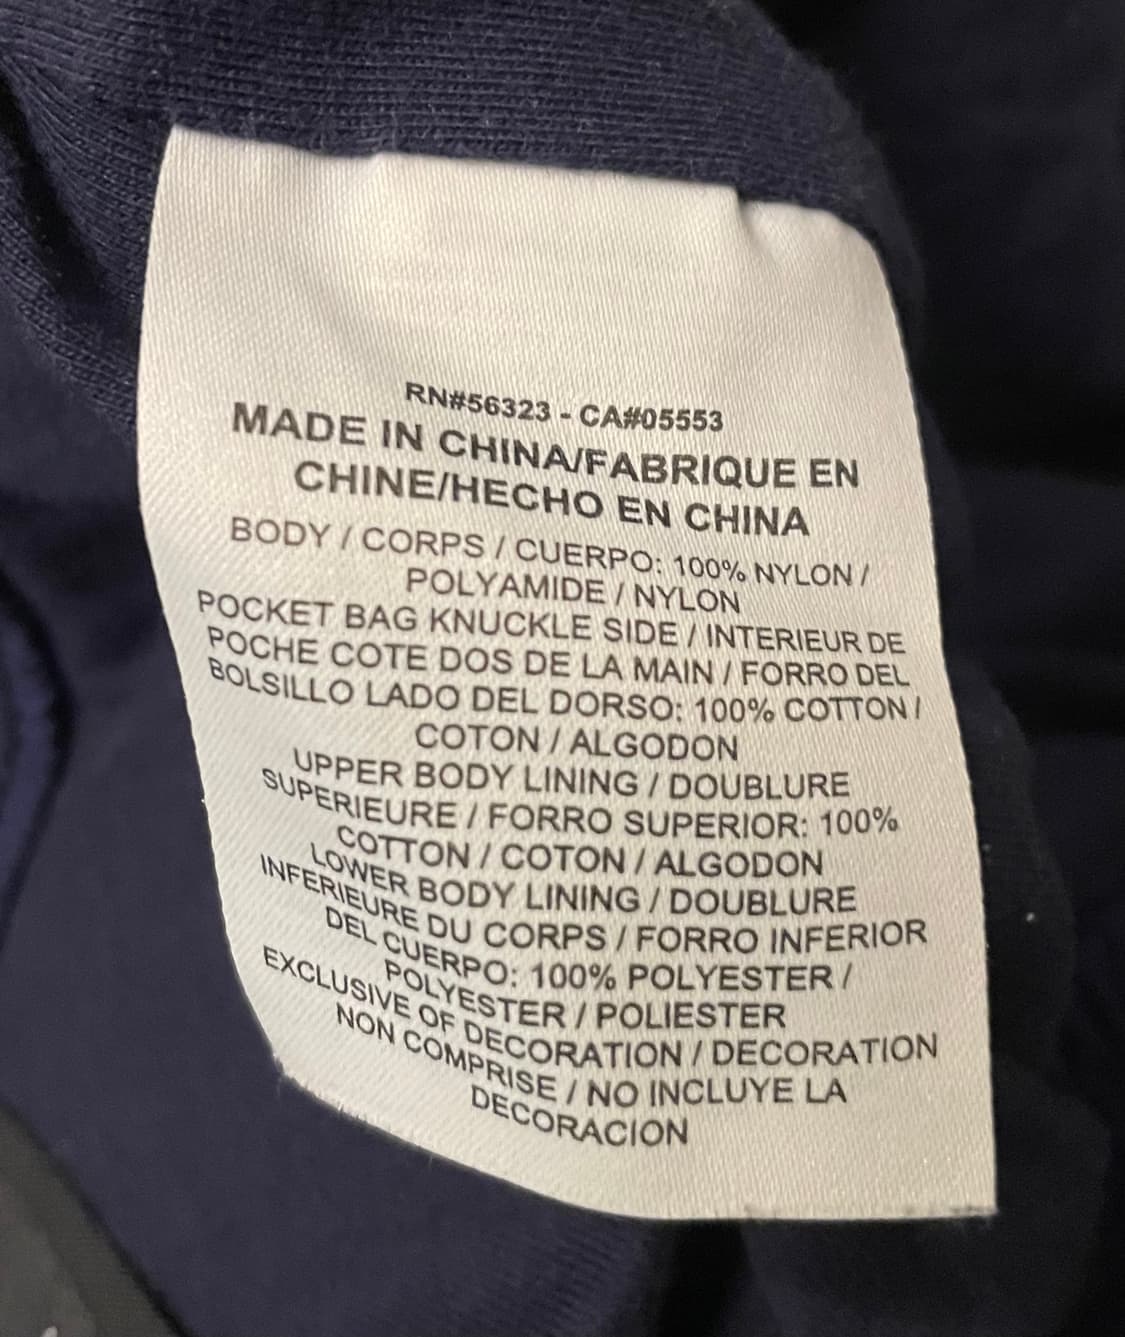 RN#56323 - CA#05553
MADE IN CHINA/FABRIQUE EN
CHINE/HECHO EN CHINA
BODY / CORPS / CUERPO: 100% NYLON /
POLYAMIDE / NYLON
POCKET BAG KNUCKLE SIDE / INTERIEUR DE
POCHE COTE DOS DE LA MAIN / FORRO DEL
BOLSILLO LADO DEL DORSO: 100% COTTON /
COTON / ALGODON
UPPER BODY LINING / DOUBLURE
SUPERIEURE / FORRO SUPERIOR: 100%
COTTON / COTON / ALGODON
LOWER BODY LINING / DOUBLURE
INFERIEURE DU CORPS / FORRO INFERIOR
DEL CUERPO: 100% POLYESTER /
POLYESTER / POLIESTER
EXCLUSIVE OF DECORATION / DECORATION
NON COMPRISE / NO INCLUYE LA
DECORACION